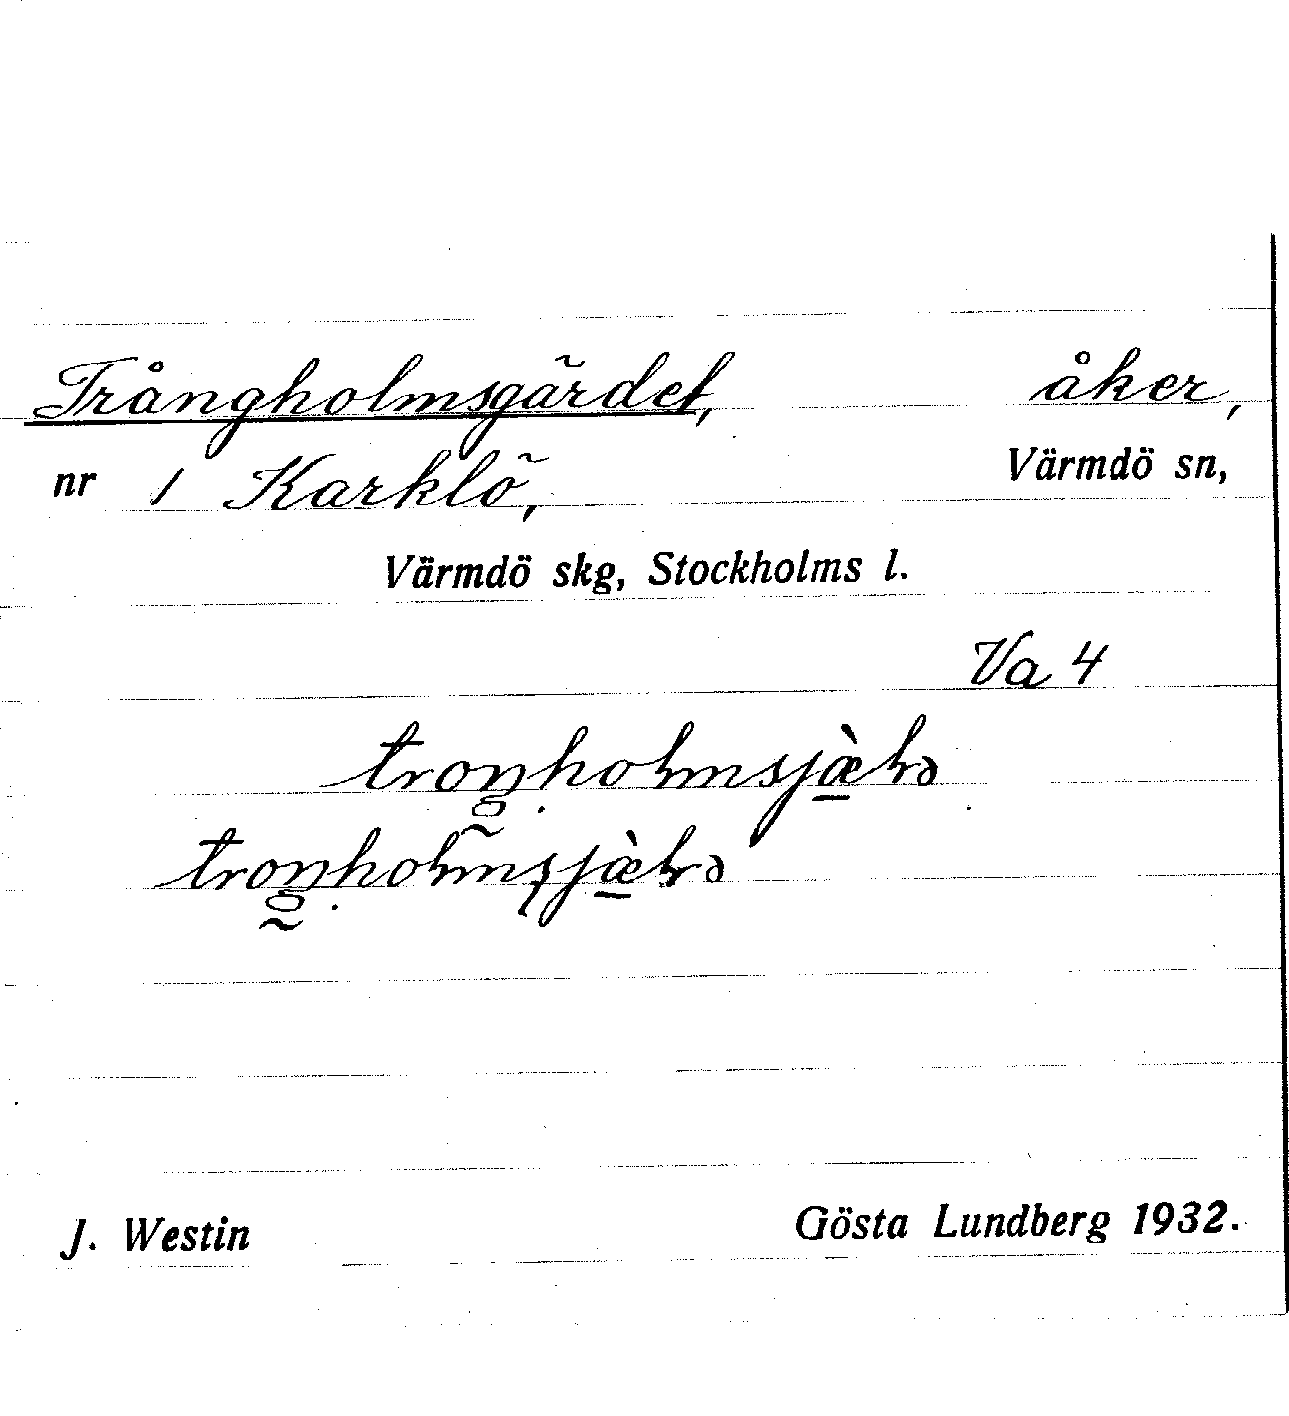 Trångholmsgärdet, åker,
nr 1 Karklö, Värmdö sn,
Värmdö skg, Stockholms l.
Va 4
J. Westin Gösta Lundberg 1932.